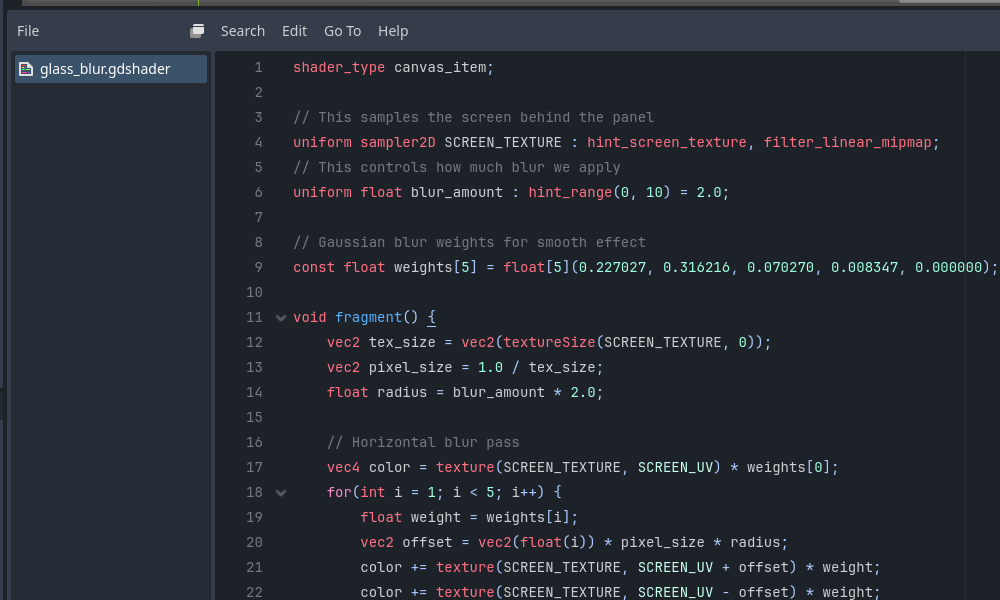 File Search Edit Go To Help
glass_blur.gdshader
1 shader_type canvas_item;
2
3 // This samples the screen behind the panel
4 uniform sampler2D SCREEN_TEXTURE : hint_screen_texture, filter_linear_mipmap;
5 // This controls how much blur we apply
6 uniform float blur_amount : hint_range(0, 10) = 2.0;
7
8 // Gaussian blur weights for smooth effect
9 const float weights[5] = float[5](0.227027, 0.316216, 0.070270, 0.008347, 0.000000);
10
11 void fragment() {
12 vec2 tex_size = vec2(textureSize(SCREEN_TEXTURE, 0));
13 vec2 pixel_size = 1.0 / tex_size;
14 float radius = blur_amount * 2.0;
15
16 // Horizontal blur pass
17 vec4 color = texture(SCREEN_TEXTURE, SCREEN_UV) * weights[0];
18 for(int i = 1; i < 5; i++) {
19 float weight = weights[i];
20 vec2 offset = vec2(float(i)) * pixel_size * radius;
21 color += texture(SCREEN_TEXTURE, SCREEN_UV + offset) * weight;
22 color += texture(SCREEN_TEXTURE, SCREEN_UV - offset) * weight;